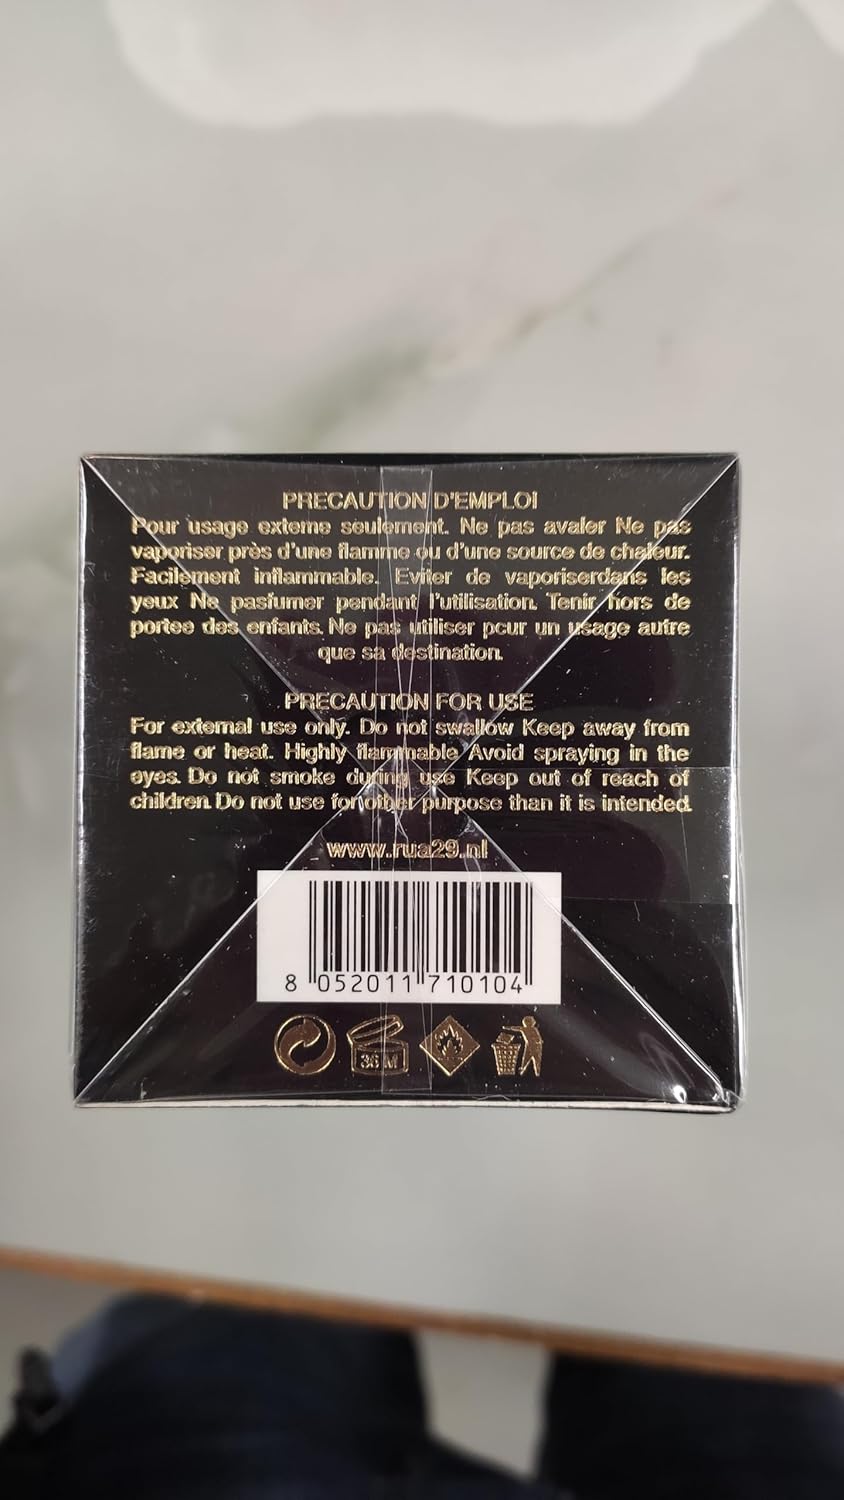 PRECAUTION D'EMPLOI
Pour usage externe seulement. Ne pas avaler Ne pas
vaporiser près d'une flamme ou d'une source de chaleur.
Facilement inflammable. Eviter de vaporiserdans les
yeux Ne pasfumer pendant l'utilisation. Tenir hors de
portee des enfants. Ne pas utiliser pour un usage autre
que sa destination.
PRECAUTION FOR USE
For external use only. Do not swallow Keep away from
flame or heat. Highly flammable Avoid spraying in the
eyes. Do not smoke during use Keep out of reach of
children. Do not use for other purpose than it is intended.
www.rua29.nl
8 052011 710104
36 M